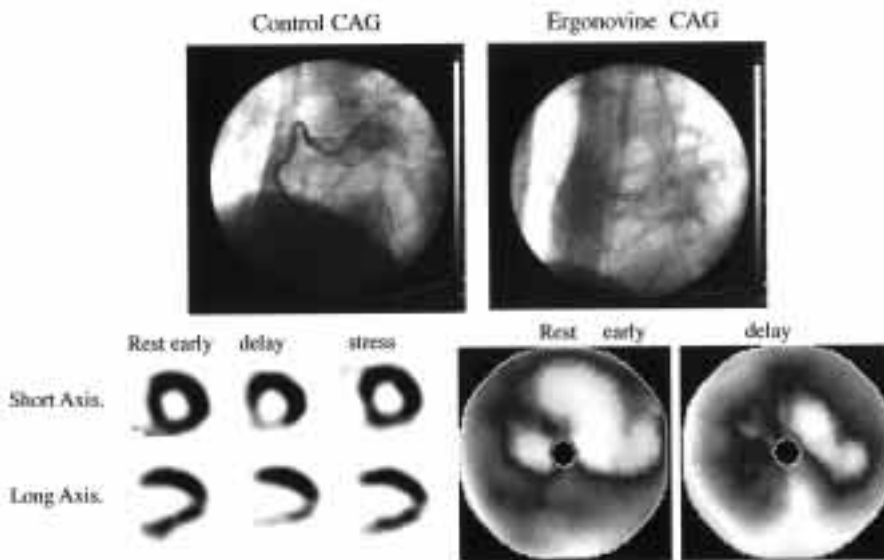 Control CAG
Ergonovine CAG
Rest early delay stress
Rest early delay
Short Axis.
Long Axis.